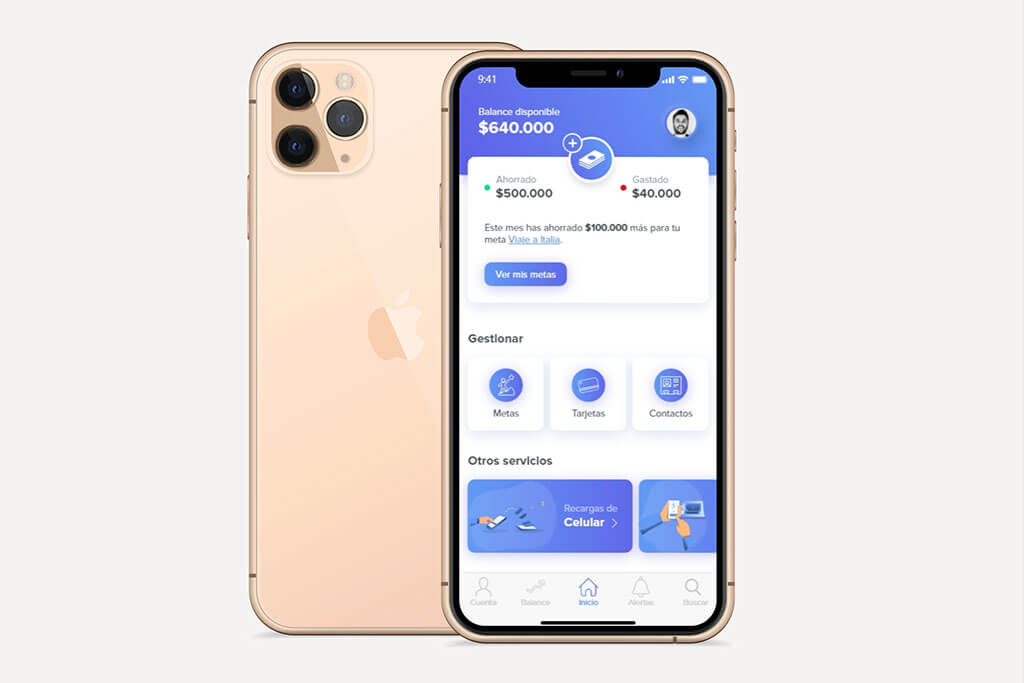 9:41
Balance disponible
$640.000
Ahorrado
$500.000
Gastado
$40.000
Este mes has ahorrado $100.000 más para tu
meta Viaje a Italia.
Ver mis metas
Gestionar
Metas
Tarjetas
Contactos
Otros servicios
Recargas de
Celular
Cuenta
Balance
Inicio
Alertas
Buscar